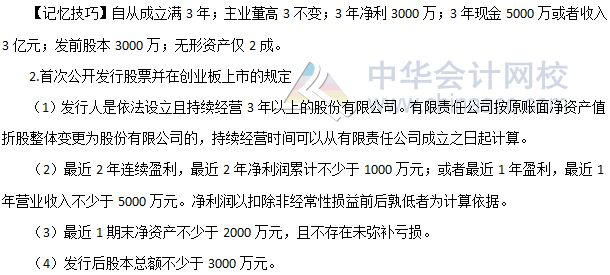 【记忆技巧】自从成立满 3 年；主业董高 3 不变；3 年净利 3000 万；3 年现金 5000 万或者收入
3 亿元；发前股本 3000 万；无形资产仅 2 成。
2.首次公开发行股票并在创业板上市的规定
（1）发行人是依法设立且持续经营 3 年以上的股份有限公司。有限责任公司按原账面净资产值
折股整体变更为股份有限公司的，持续经营时间可以从有限责任公司成立之日起计算。
（2）最近 2 年连续盈利，最近 2 年净利润累计不少于 1000 万元；或者最近 1 年盈利，最近 1
年营业收入不少于 5000 万元。净利润以扣除非经常性损益前后孰低者为计算依据。
（3）最近 1 期末净资产不少于 2000 万元，且不存在未弥补亏损。
（4）发行后股本总额不少于 3000 万元。
中华会计网校